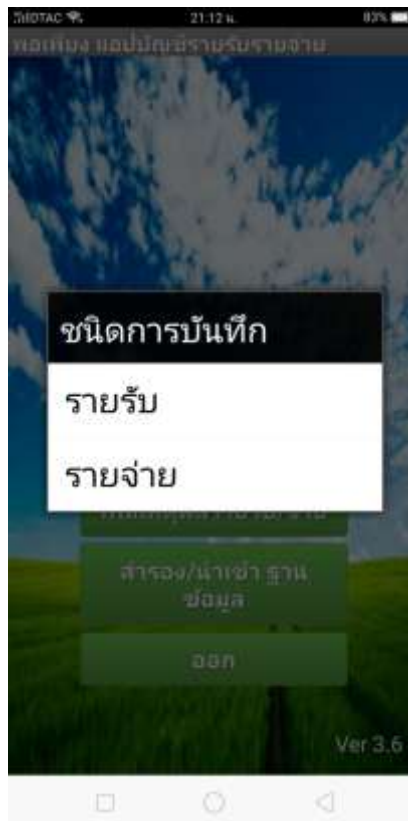 21:12 น.
83%
พอเพียง แอปบัญชีรายรับรายจ่าย
ชนิดการบันทึก
รายรับ
รายจ่าย
สำรอง/นำเข้า ฐาน
ข้อมูล
ออก
Ver 3.6